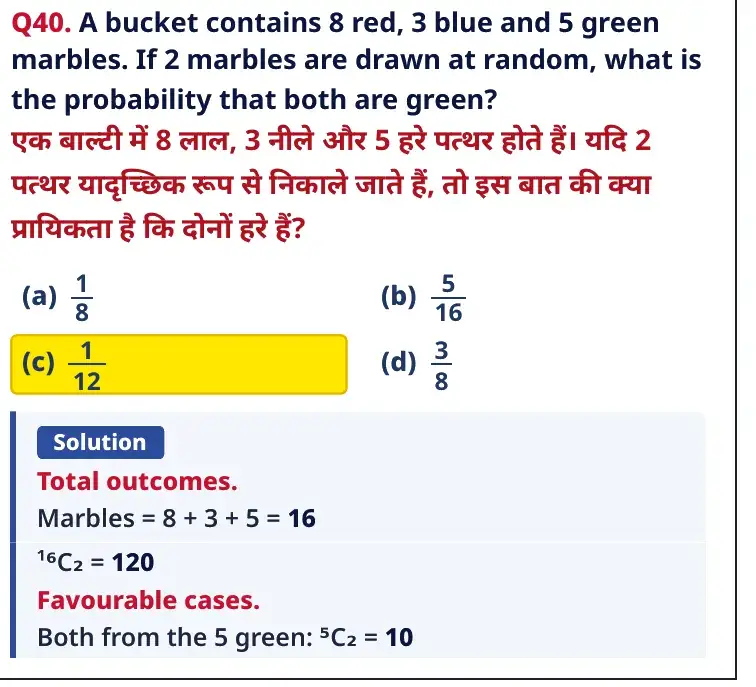 Q40. A bucket contains 8 red, 3 blue and 5 green
marbles. If 2 marbles are drawn at random, what is
the probability that both are green?
एक बाल्टी में 8 लाल, 3 नीले और 5 हरे पत्थर होते हैं। यदि 2
पत्थर यादृच्छिक रूप से निकाले जाते हैं, तो इस बात की क्या
प्रायिकता है कि दोनों हरे हैं?
(a) 1/8 (b) 5/16
(c) 1/12 (d) 3/8
Solution
Total outcomes.
Marbles = 8 + 3 + 5 = 16
¹⁶C₂ = 120
Favourable cases.
Both from the 5 green: ⁵C₂ = 10